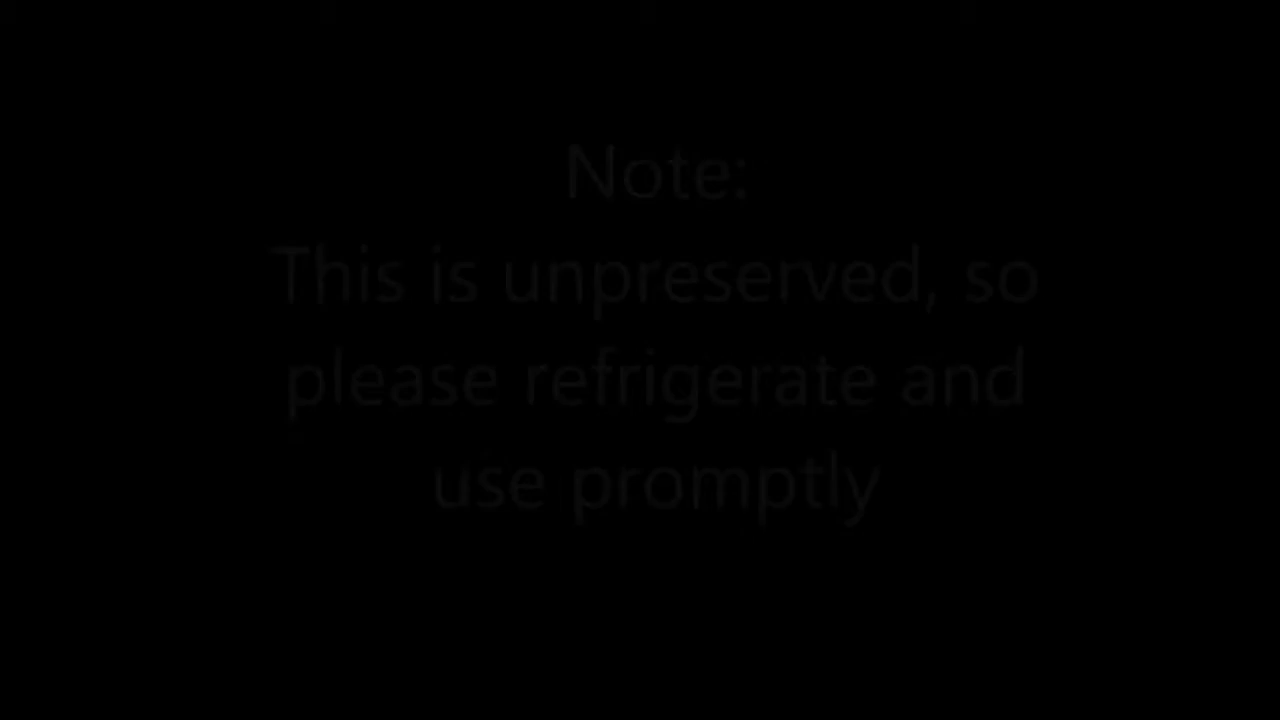 Note:
This is unpreserved, so
please refrigerate and
use promptly